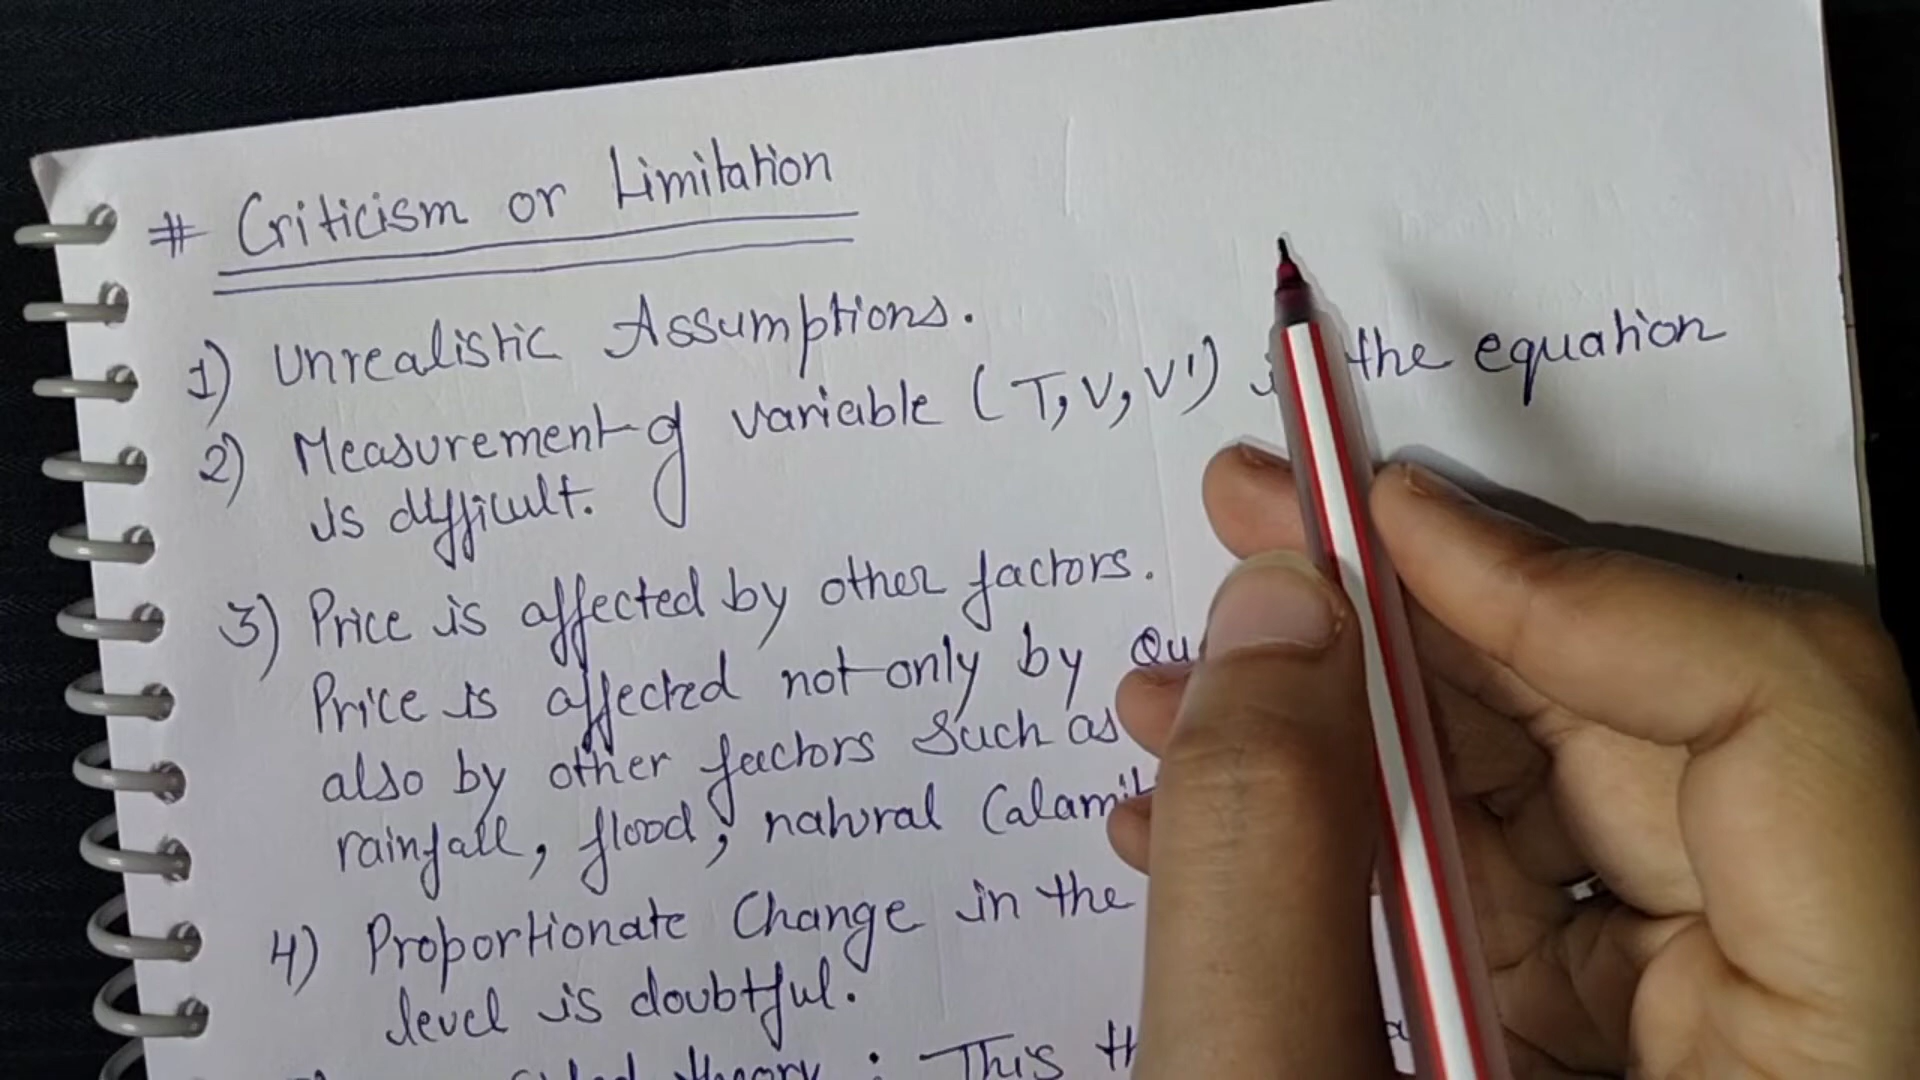 # Criticism or Limitation
1) Unrealistic Assumptions.
2) Measurement of variable (T, V, V') the equation
is difficult.
3) Price is affected by other factors.
Price is affected not only by
also by other factors such as
rainfall, flood, natural
4) Proportionate Change in the
level is doubtful.
theory : This